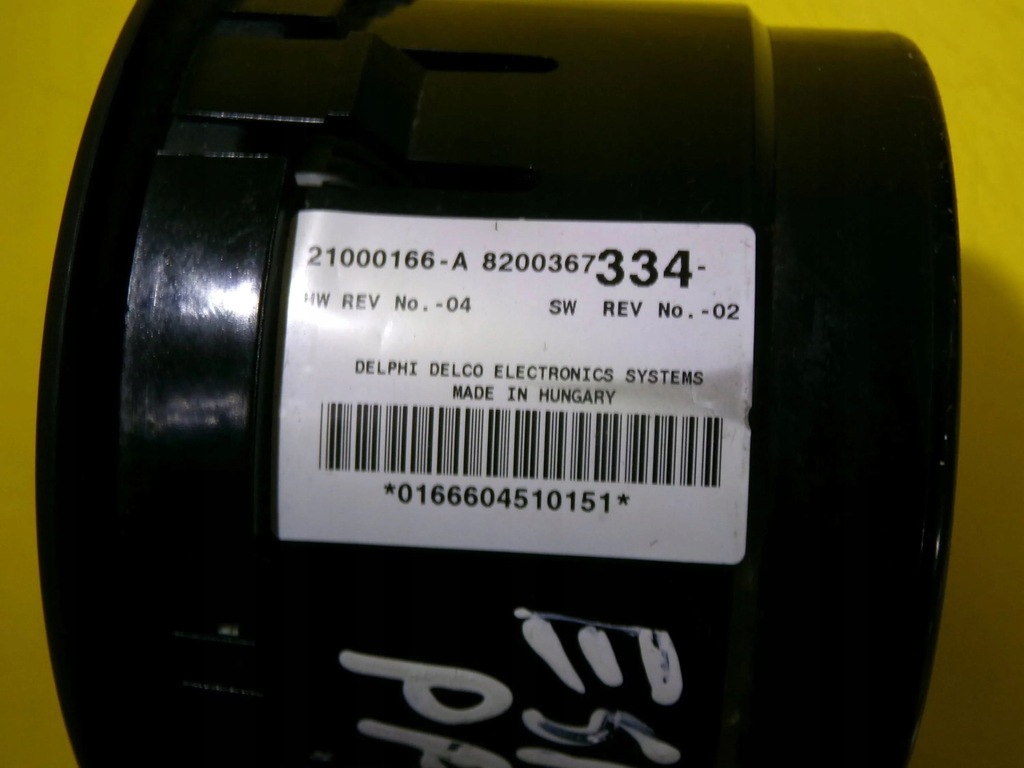 21000166-A 8200367334-
HW REV No.-04 SW REV No.-02
DELPHI DELCO ELECTRONICS SYSTEMS
MADE IN HUNGARY
*0166604510151*